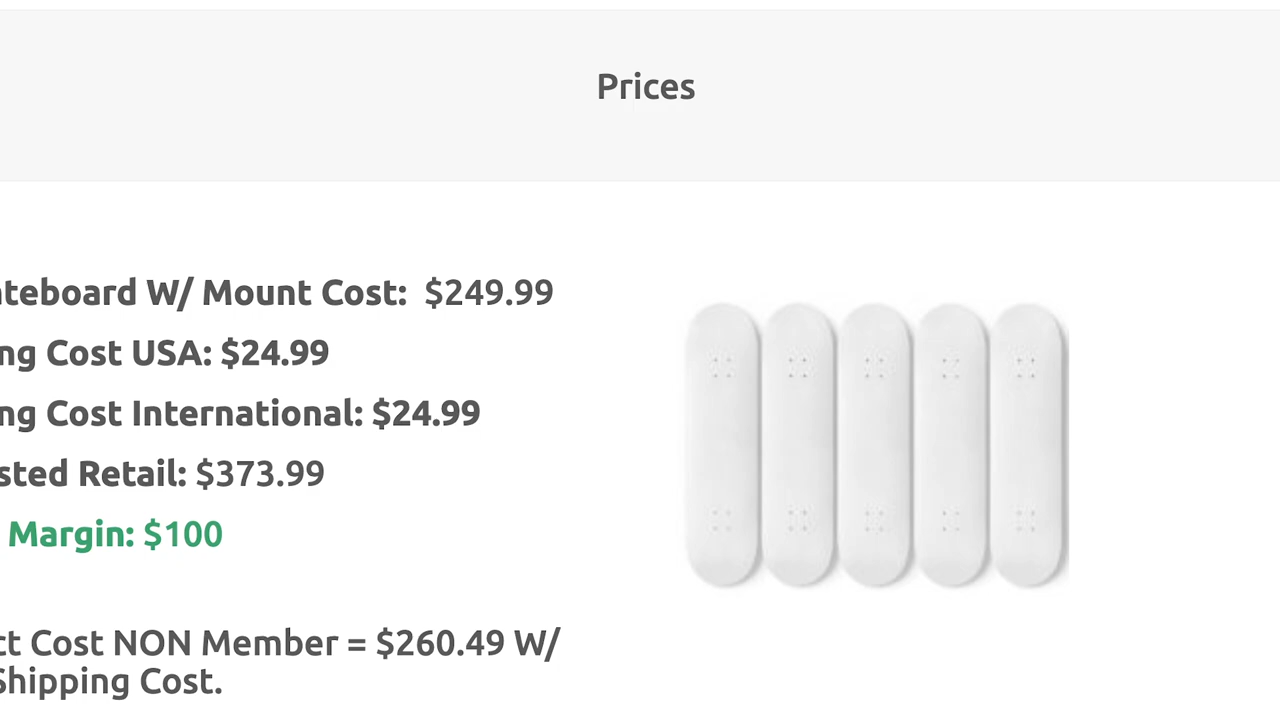 Prices
ateboard W/ Mount Cost: $249.99
ng Cost USA: $24.99
ng Cost International: $24.99
sted Retail: $373.99
Margin: $100
ct Cost NON Member = $260.49 W/
Shipping Cost.